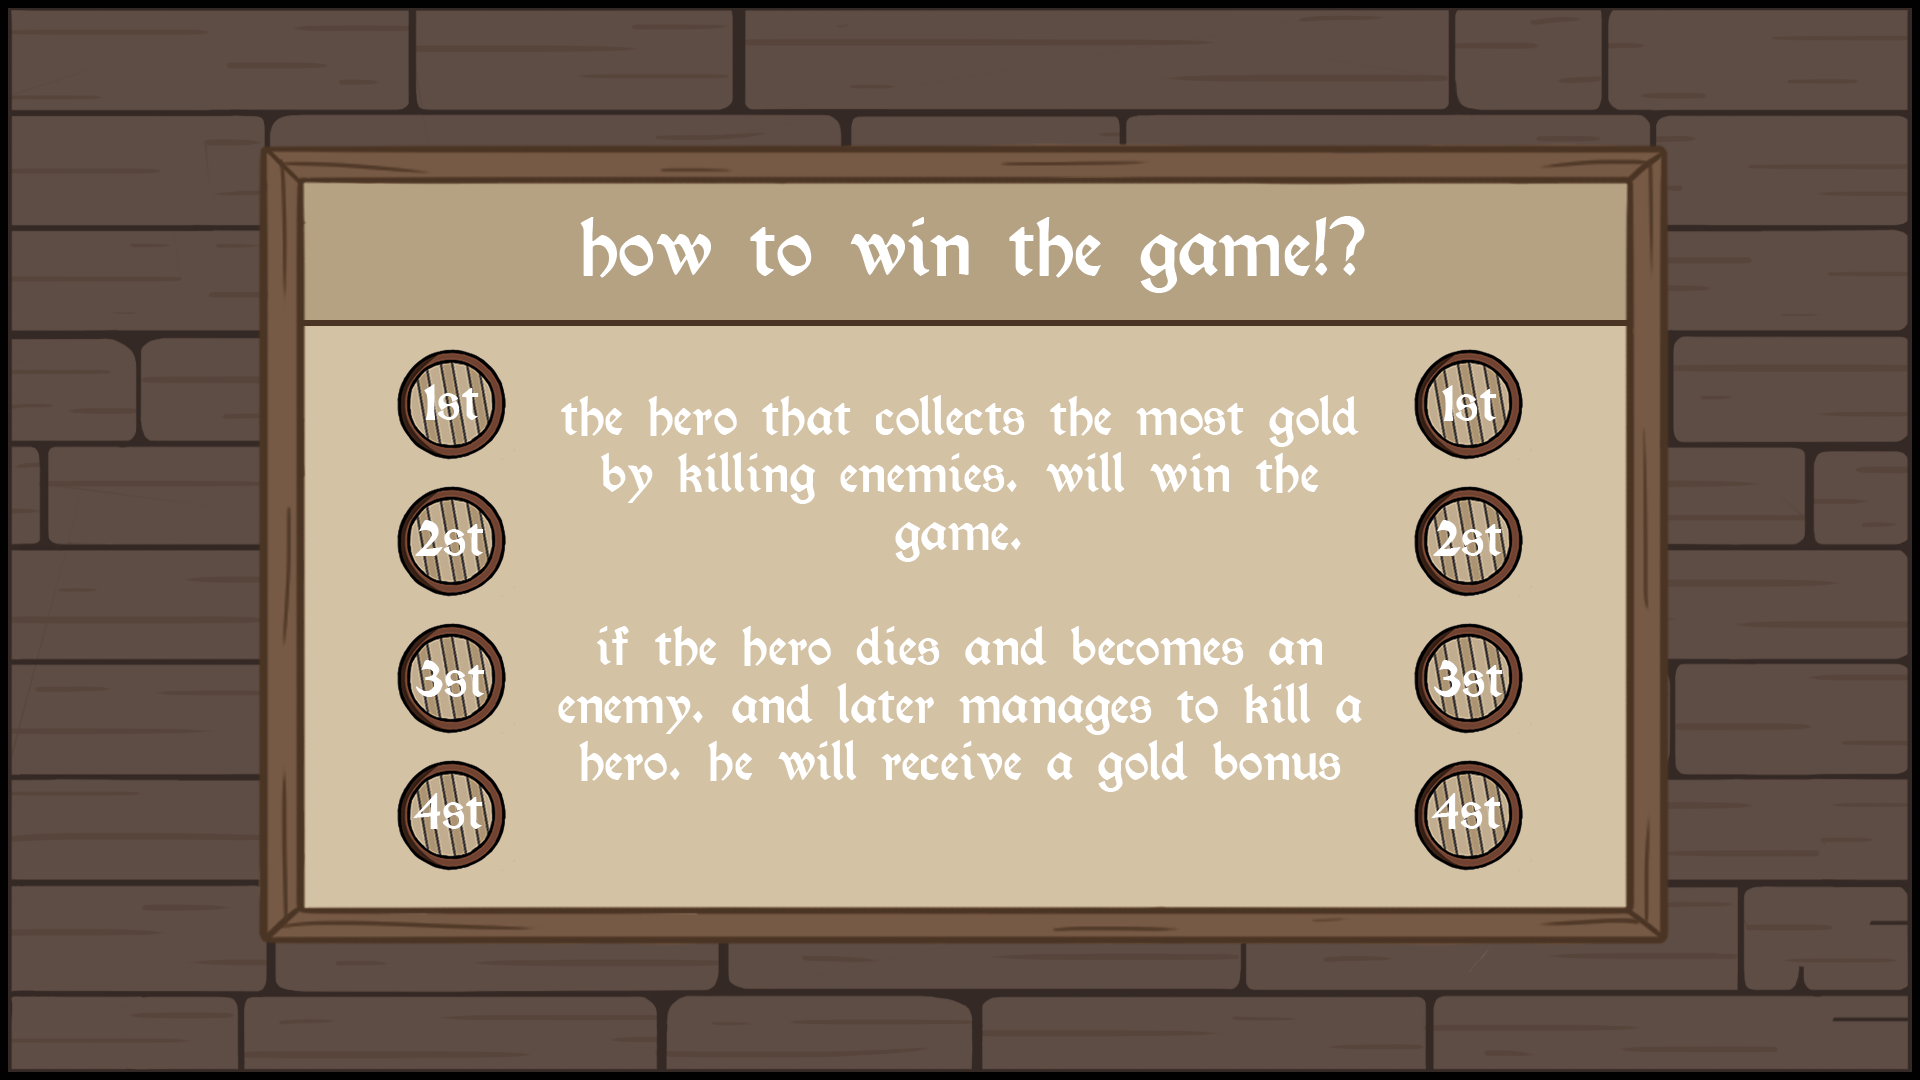 how to win the game!?
1st
2st
3st
4st
the hero that collects the most gold
by killing enemies. will win the
game.
if the hero dies and becomes an
enemy. and later manages to kill a
hero. he will receive a gold bonus
1st
2st
3st
4st